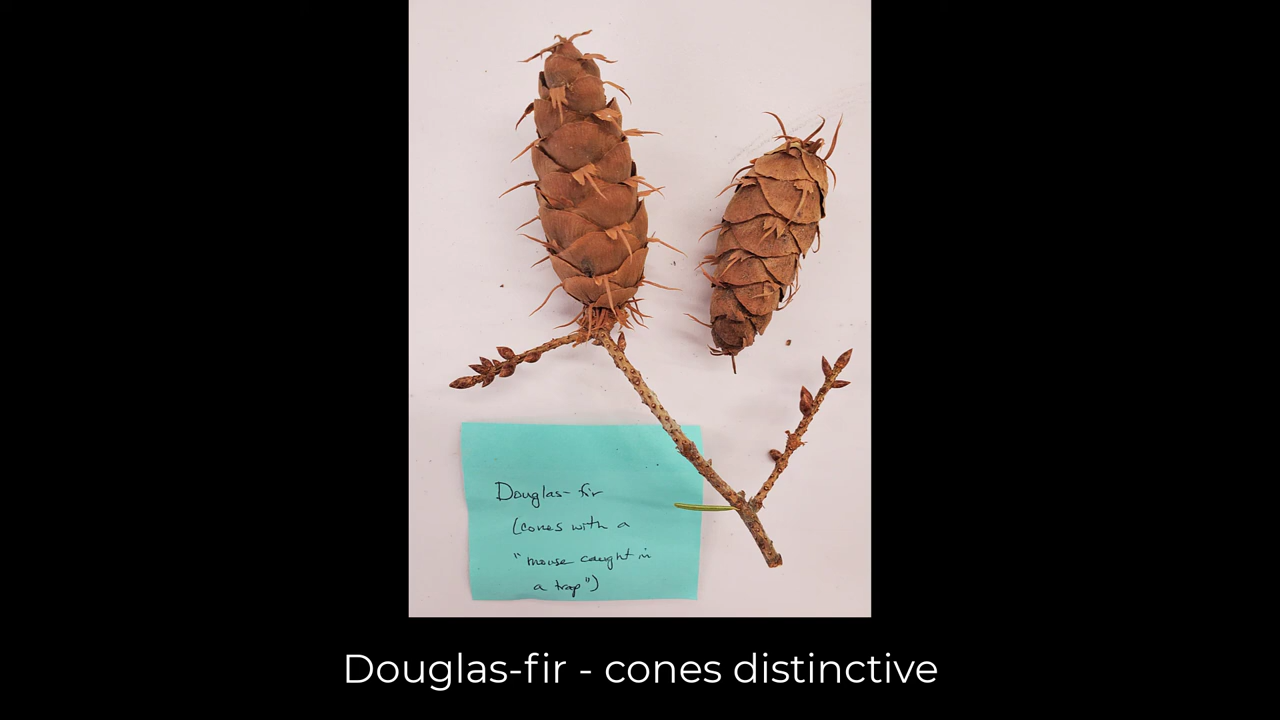 Douglas-fir
(cones with a
"mouse caught in
a trap")
Douglas-fir - cones distinctive